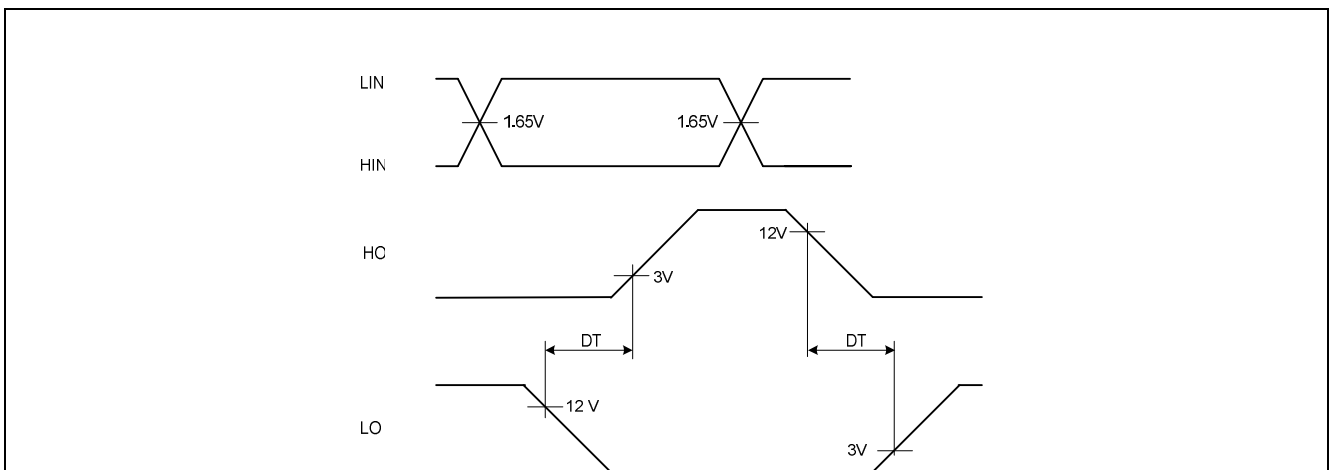 LIN
1.65V 1.65V
HIN
HO
12V
3V
DT DT
12 V
LO
3V